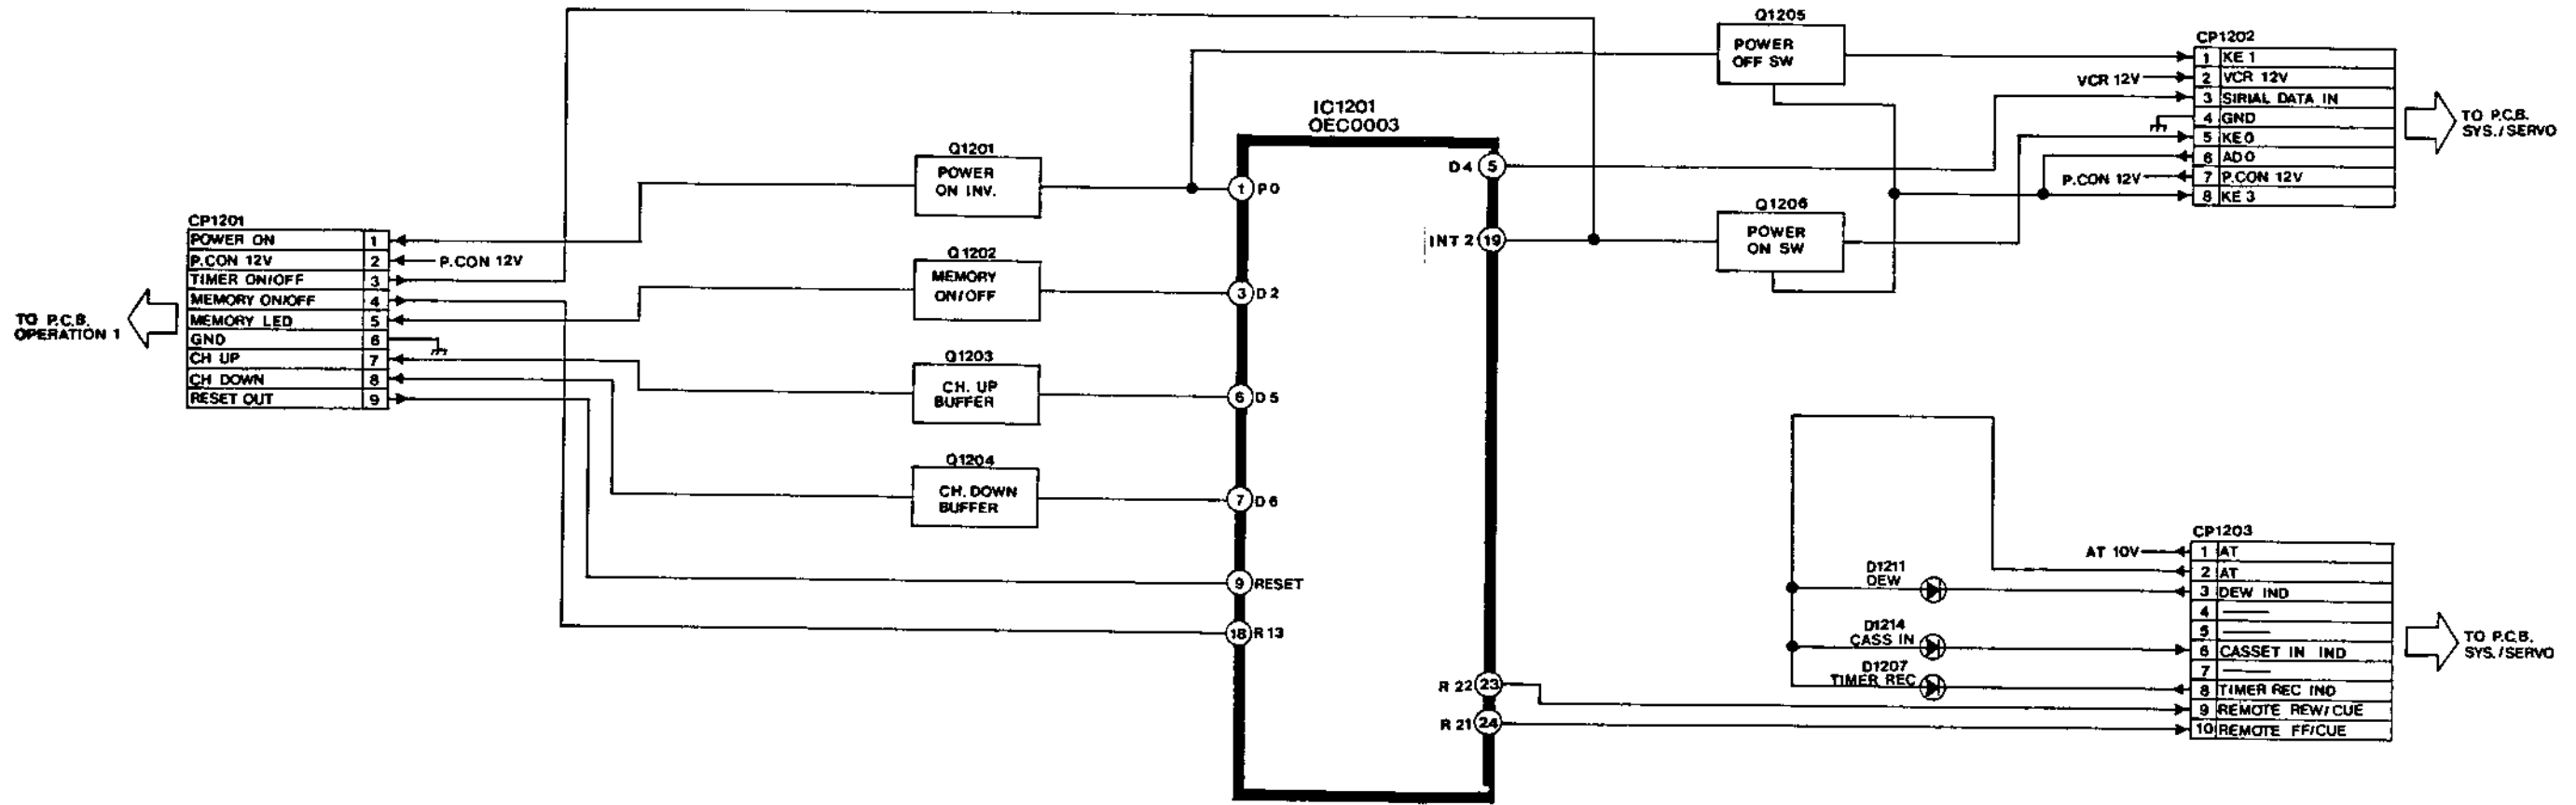 Q1205
POWER
OFF SW
CP1202
1 KE 1
VCR 12V 2 VCR 12V
3 SIRIAL DATA IN
4 GND
5 KE 0
6 AD 0
P.CON 12V 7 P.CON 12V
8 KE 3
TO P.C.B.
SYS./SERVO
IC1201
OEC0003
Q1201
POWER
ON INV.
1 P0
D4 5
Q1206
POWER
ON SW
INT 2 19
CP1201
POWER ON 1
P.CON 12V 2 P.CON 12V
TIMER ON/OFF 3
MEMORY ON/OFF 4
MEMORY LED 5
GND 6
CH UP 7
CH DOWN 8
RESET OUT 9
TO P.C.B.
OPERATION 1
Q1202
MEMORY
ON/OFF
3 D2
Q1203
CH. UP
BUFFER
6 D5
Q1204
CH. DOWN
BUFFER
7 D6
9 RESET
18 R13
R 22 23
R 21 24
CP1203
AT 10V 1 AT
2 AT
D1211
DEW
3 DEW IND
4
5
D1214
CASS IN
6 CASSET IN IND
7
D1207
TIMER REC
8 TIMER REC IND
9 REMOTE REW/CUE
10 REMOTE FF/CUE
TO P.C.B.
SYS./SERVO